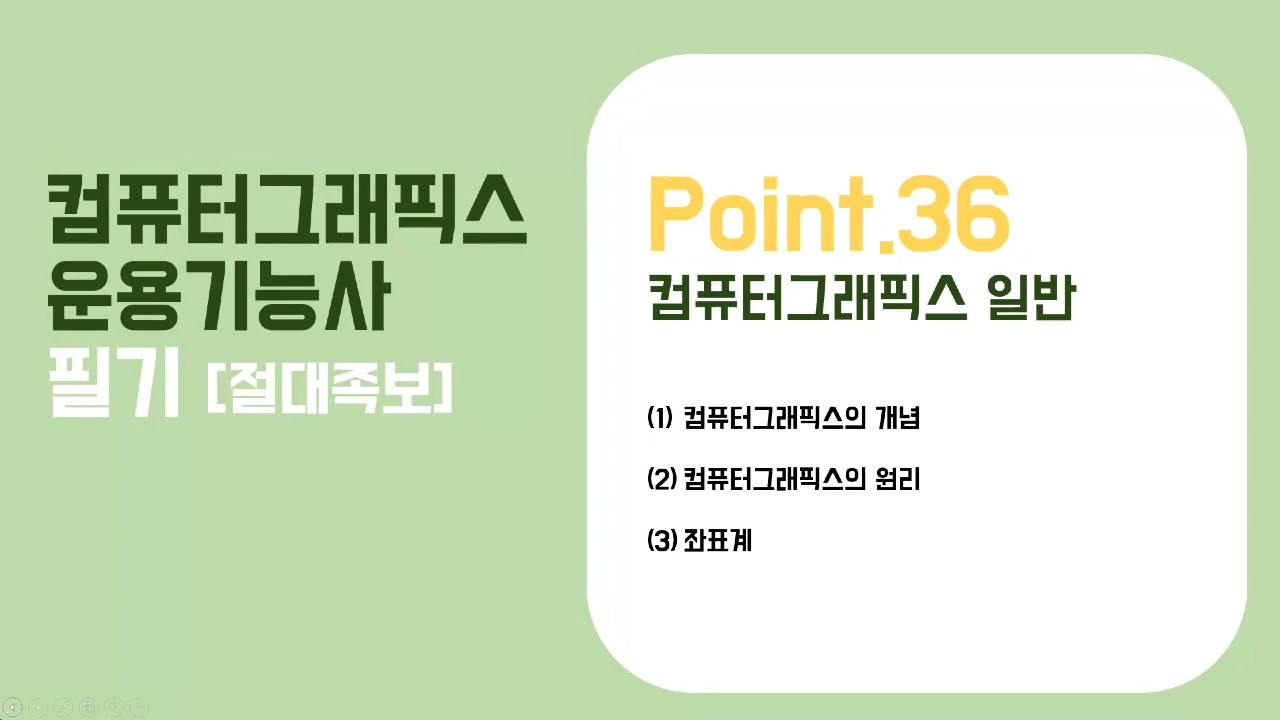 컴퓨터그래픽스
운용기능사
필기 [절대족보]
Point.36
컴퓨터그래픽스 일반
(1) 컴퓨터그래픽스의 개념
(2) 컴퓨터그래픽스의 원리
(3) 좌표계